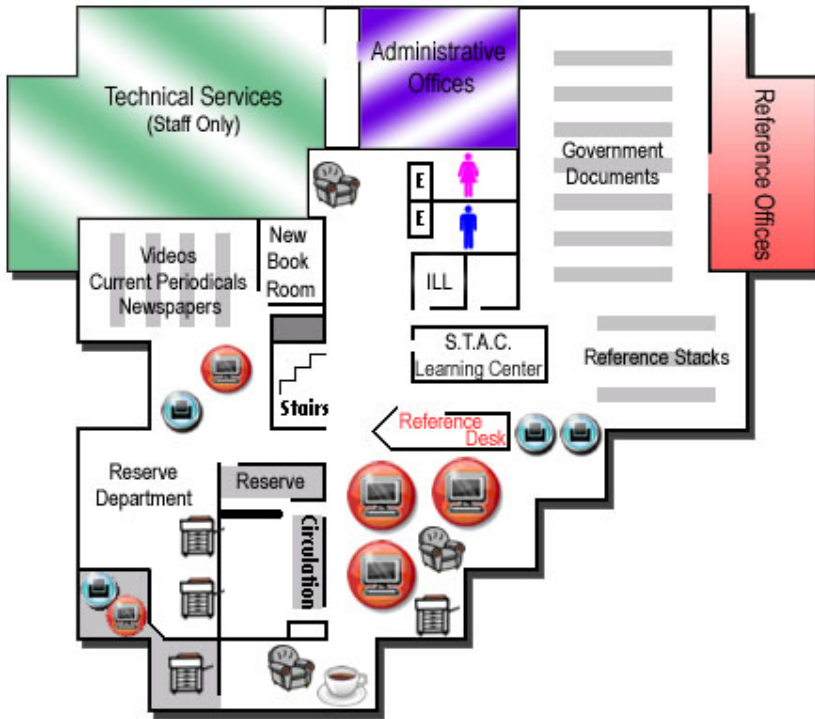 Technical Services
(Staff Only)
Administrative
Offices
Reference Offices
Government
Documents
E
E
Videos
Current Periodicals
Newspapers
New
Book
Room
ILL
S.T.A.C.
Learning Center
Reference Stacks
Stairs
Reference
Desk
Reserve
Department
Reserve
Circulation